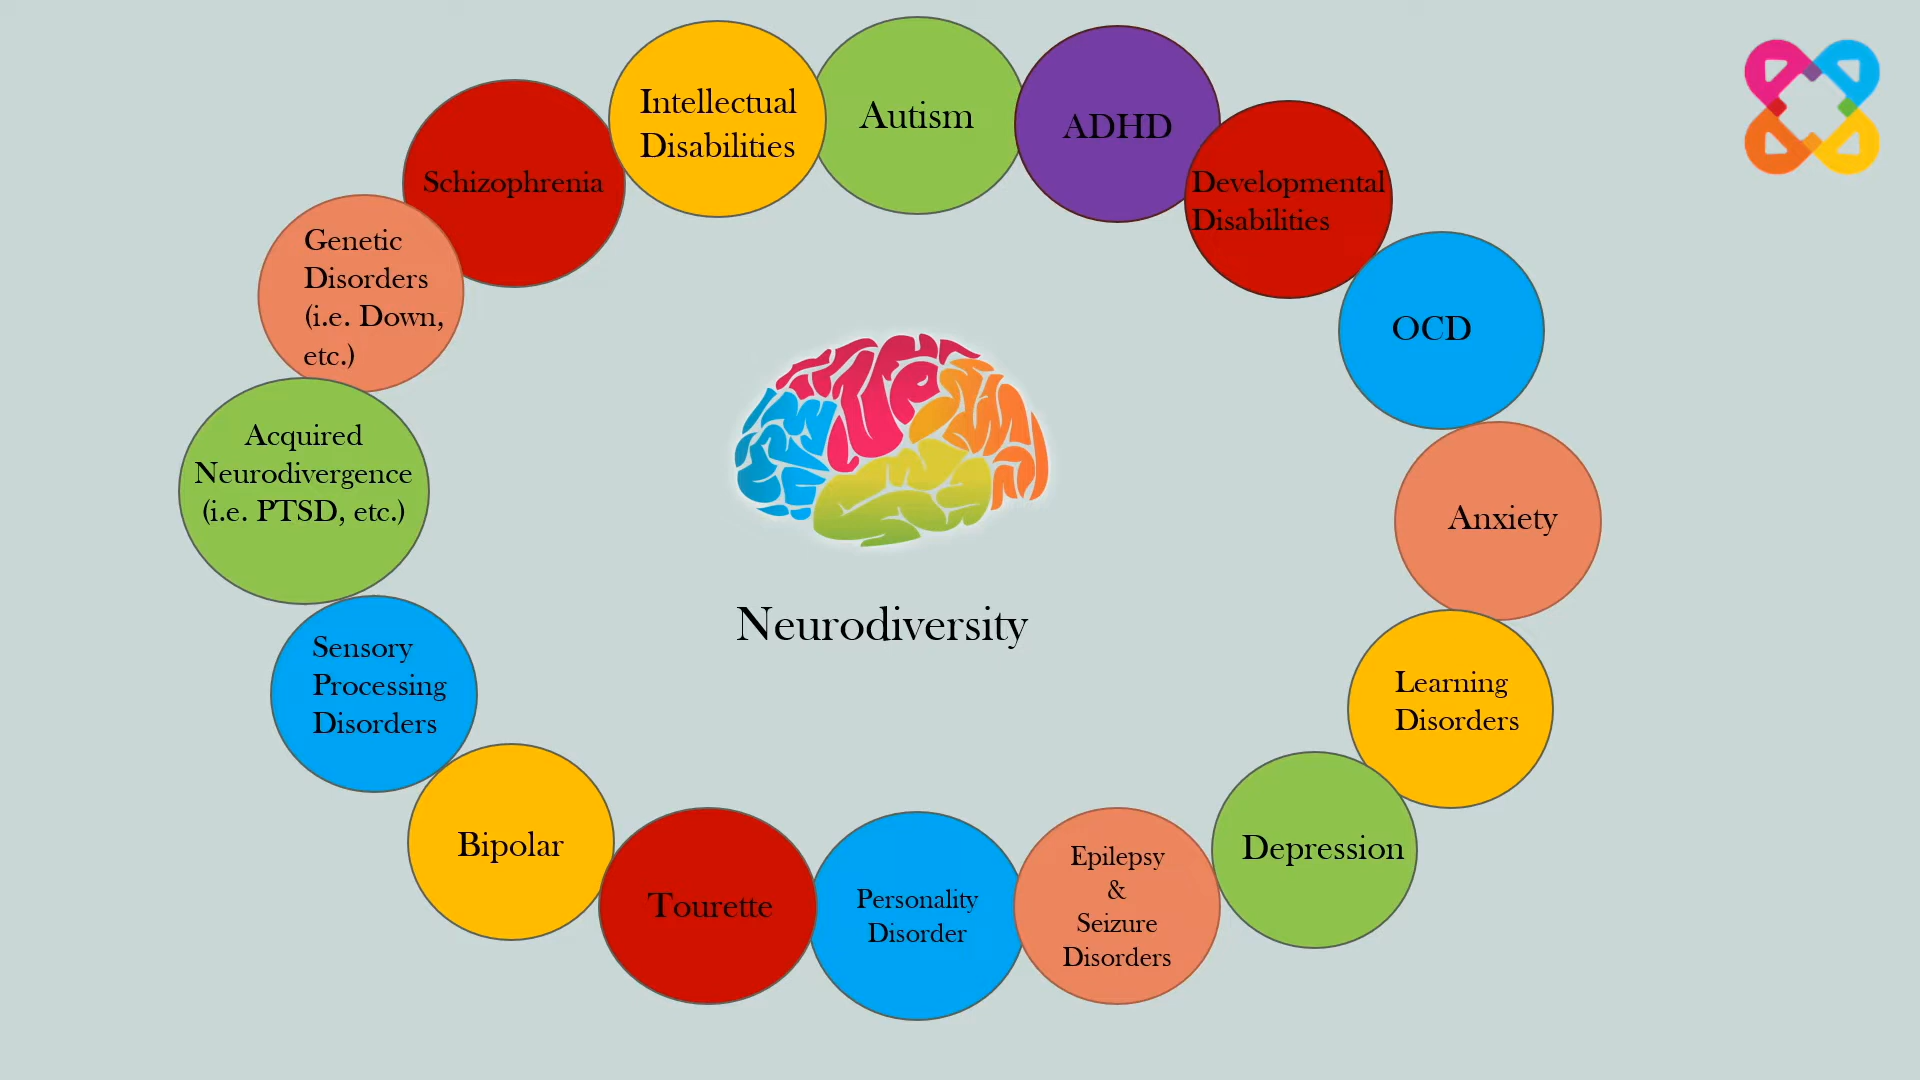 Intellectual
Disabilities
Autism
ADHD
Developmental
Disabilities
OCD
Anxiety
Learning
Disorders
Depression
Epilepsy
&
Seizure
Disorders
Personality
Disorder
Tourette
Bipolar
Sensory
Processing
Disorders
Acquired
Neurodivergence
(i.e. PTSD, etc.)
Genetic
Disorders
(i.e. Down,
etc.)
Schizophrenia
Neurodiversity